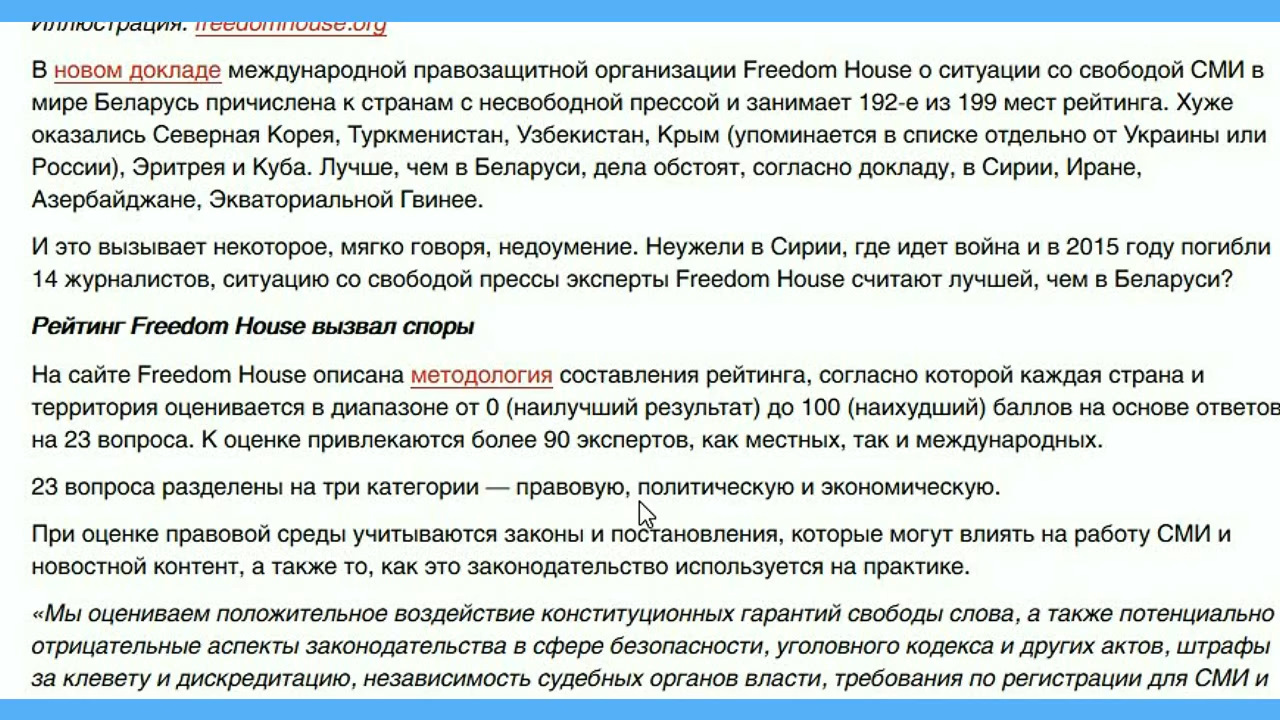 Иллюстрация: freedomhouse.org
В новом докладе международной правозащитной организации Freedom House о ситуации со свободой СМИ в
мире Беларусь причислена к странам с несвободной прессой и занимает 192-е из 199 мест рейтинга. Хуже
оказались Северная Корея, Туркменистан, Узбекистан, Крым (упоминается в списке отдельно от Украины или
России), Эритрея и Куба. Лучше, чем в Беларуси, дела обстоят, согласно докладу, в Сирии, Иране,
Азербайджане, Экваториальной Гвинее.
И это вызывает некоторое, мягко говоря, недоумение. Неужели в Сирии, где идет война и в 2015 году погибли
14 журналистов, ситуацию со свободой прессы эксперты Freedom House считают лучшей, чем в Беларуси?
Рейтинг Freedom House вызвал споры
На сайте Freedom House описана методология составления рейтинга, согласно которой каждая страна и
территория оценивается в диапазоне от 0 (наилучший результат) до 100 (наихудший) баллов на основе ответов
на 23 вопроса. К оценке привлекаются более 90 экспертов, как местных, так и международных.
23 вопроса разделены на три категории — правовую, политическую и экономическую.
При оценке правовой среды учитываются законы и постановления, которые могут влиять на работу СМИ и
новостной контент, а также то, как это законодательство используется на практике.
«Мы оцениваем положительное воздействие конституционных гарантий свободы слова, а также потенциально
отрицательные аспекты законодательства в сфере безопасности, уголовного кодекса и других актов, штрафы
за клевету и дискредитацию, независимость судебных органов власти, требования по регистрации для СМИ и